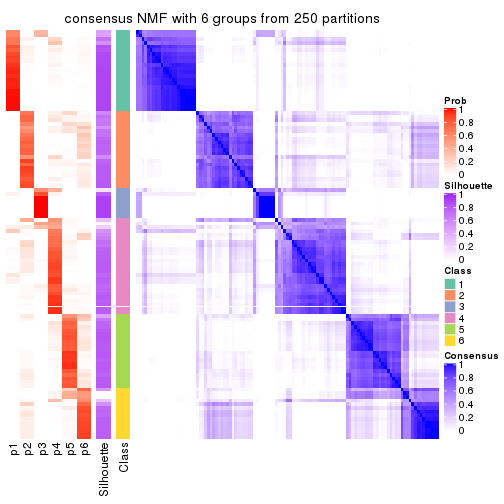 consensus NMF with 6 groups from 250 partitions
Prob
1
0.8
0.6
0.4
0.2
0
Silhouette
1
0.8
0.6
0.4
0.2
0
Class
1
2
3
4
5
6
Consensus
1
0.8
0.6
0.4
0.2
0
p1
p2
p3
p4
p5
p6
Silhouette
Class